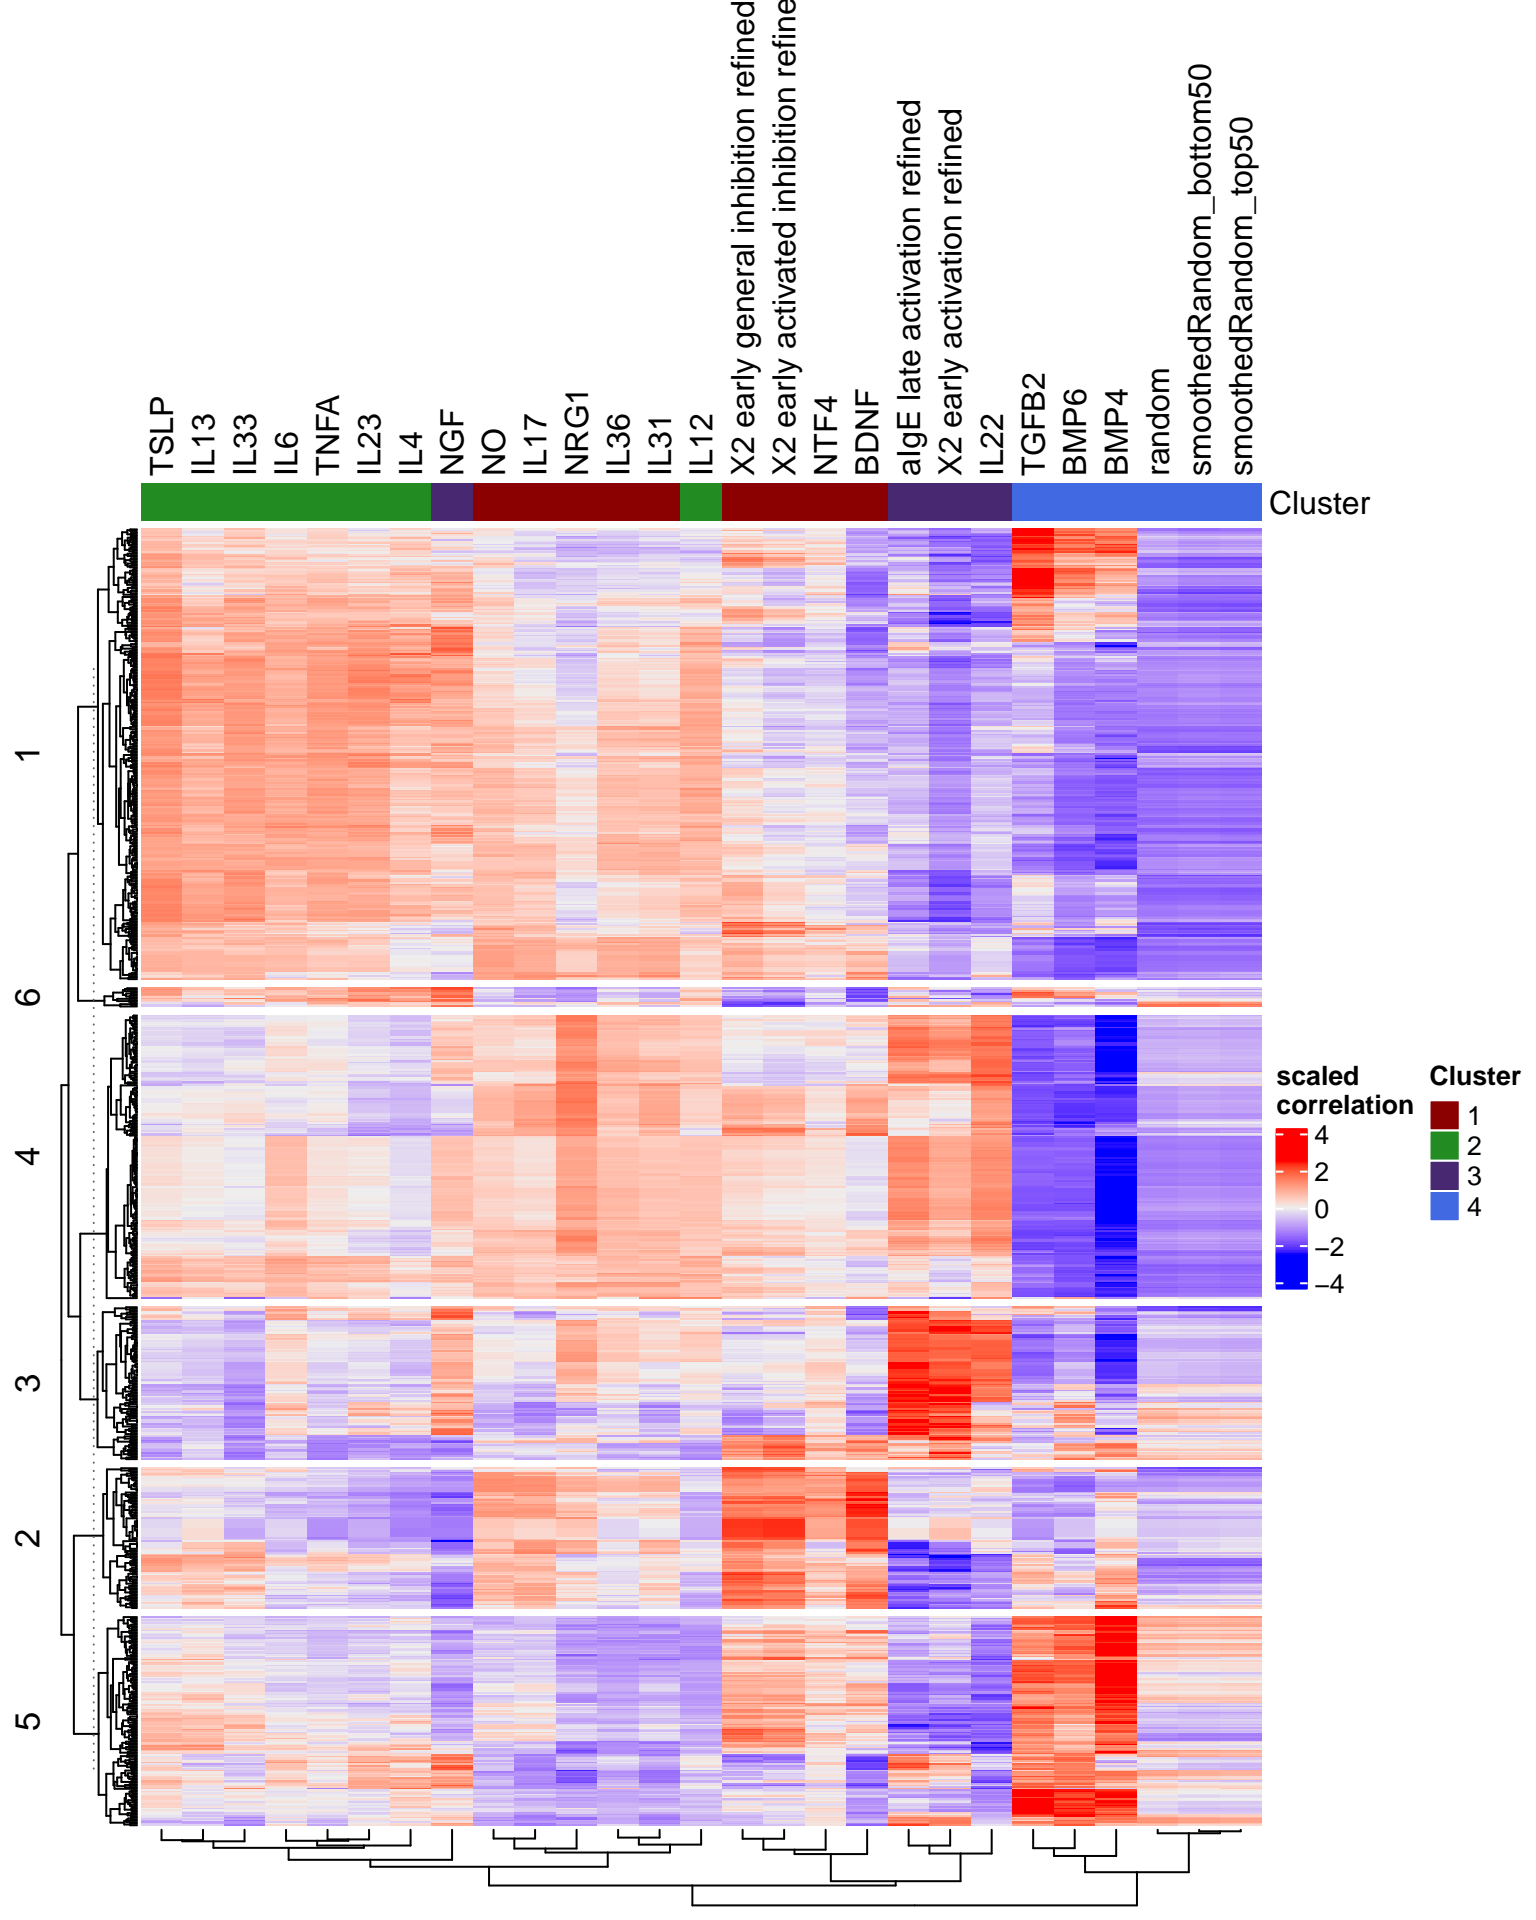 X2 early general inhibition refined
X2 early activated inhibition refine
TSLP
IL13
IL33
IL6
TNFA
IL23
IL4
NGF
NO
IL17
NRG1
IL36
IL31
IL12
NTF4
BDNF
algE late activation refined
X2 early activation refined
IL22
TGFB2
BMP6
BMP4
random
smoothedRandom_bottom50
smoothedRandom_top50
Cluster
1
6
4
3
2
5
scaled
correlation
4
2
0
−2
−4
Cluster
1
2
3
4